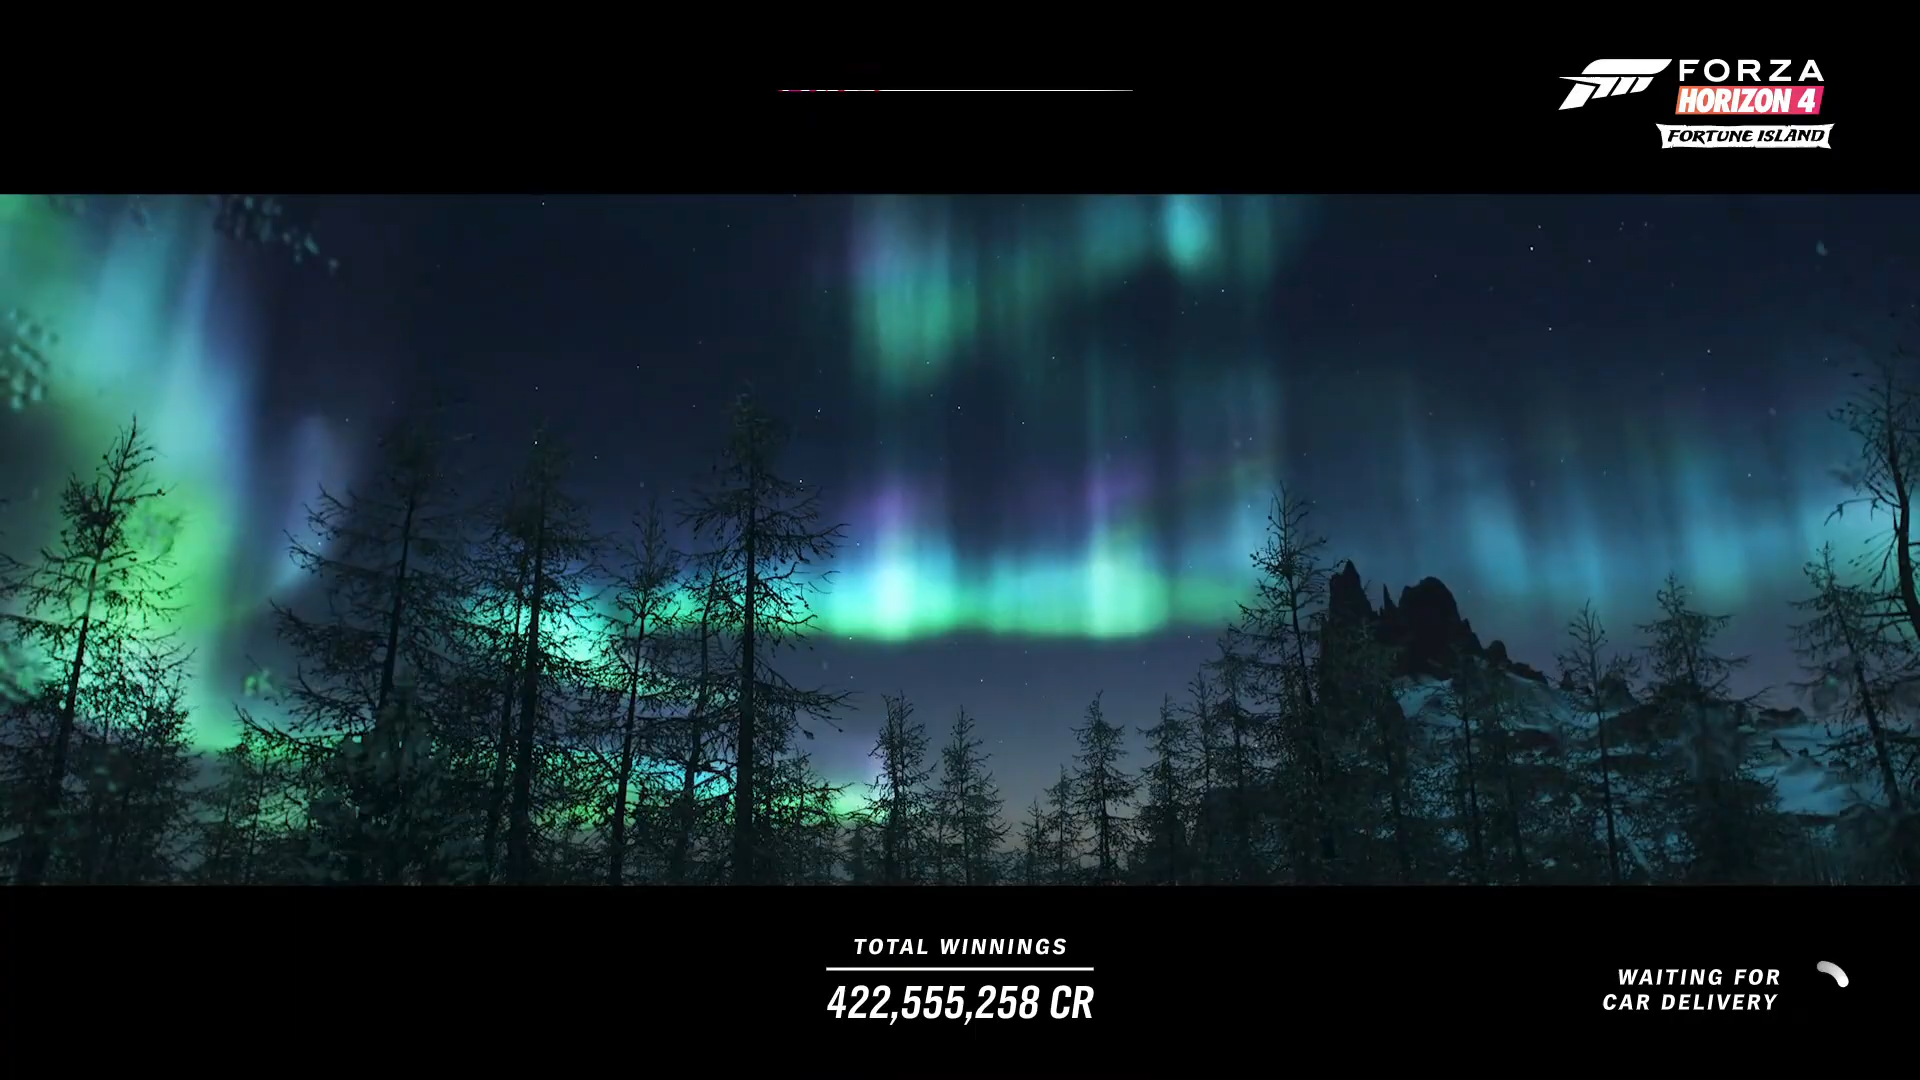 FORZA
HORIZON 4
FORTUNE ISLAND
TOTAL WINNINGS
422,555,258 CR
WAITING FOR
CAR DELIVERY